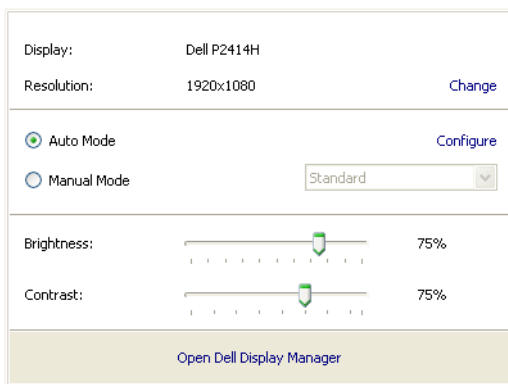 Display: Dell P2414H
Resolution: 1920x1080 Change
Auto Mode Configure
Manual Mode Standard
Brightness: 75%
Contrast: 75%
Open Dell Display Manager